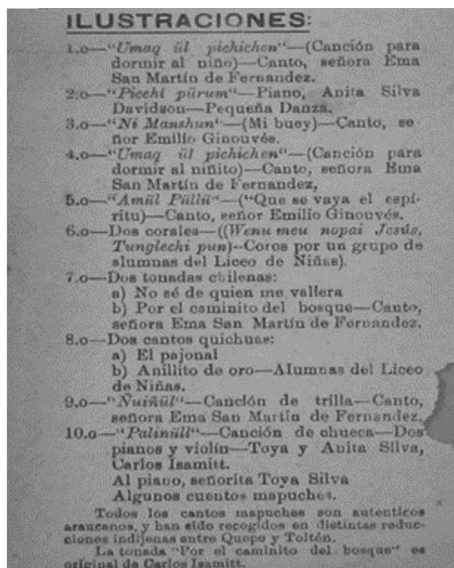 ILUSTRACIONES:
1.o—"Umaq ül pichichen"—(Canción para
dormir al niño)—Canto, señora Ema
San Martín de Fernandez.
2.o—"Picchi pürum"—Piano, Anita Silva
Davidson—Pequeña Danza.
3.o—"Ni Manshun"—(Mi buey)—Canto, se
ñor Emilio Ginouvés.
4.o—"Umaq ül pichichen"—(Canción para
dormir al niñito)—Canto, señora Ema
San Martin de Fernandez,
5.o—"Amül Püllü"—("Que se vaya el espí-
ritu)—Canto, señor Emilio Ginouvés.
6.o—Dos corales—((Wenu meu nopai Jesús,
Tunglechi pun)-Coros por un grupo de
alumnas del Liceo de Niñas).
7.o—Dos tonadas chilenas:
a) No sé de quien me valiera
b) Por el caminito del bosque—Canto,
señora Ema San Martín de Fernandez.
8.o—Dos cantos quichuas:
a) El pajonal
b) Anillito de oro—Alumnas del Liceo
de Niñas.
9.o—"Nuiñül"—Canción de trilla—Canto,
señora Ema San Martín de Fernandez.
10.o—"Palinüll"—Canción de chueca—Dos
pianos y violín—Toya y Anita Silva,
Carlos Isamitt.
Al piano, señorita Toya Silva
Algunos cuentos mapuches.
Todos los cantos mapuches son autenticos
araucanos, y han sido recogidos en distintas reduc-
ciones indijenas entre Quepe y Toltén.
La tonada "Por el caminito del bosque" es
original de Carlos Isamitt.